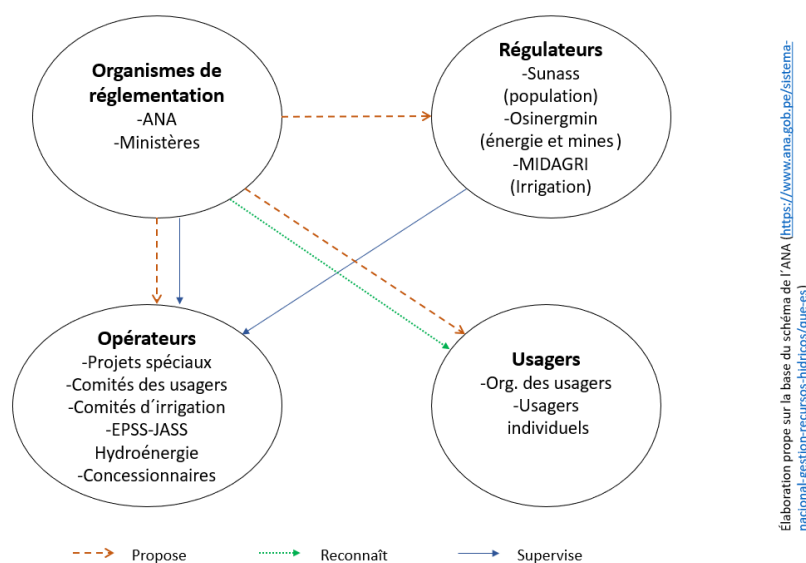 Organismes de
réglementation
-ANA
-Ministères
Régulateurs
-Sunass
(population)
-Osinergmin
(énergie et mines)
-MIDAGRI
(Irrigation)
Opérateurs
-Projets spéciaux
-Comités des usagers
-Comités d´irrigation
-EPSS-JASS
Hydroénergie
-Concessionnaires
Usagers
-Org. des usagers
-Usagers
individuels
Propose
Reconnaît
Supervise
Élaboration prope sur la base du schéma de l´ANA (https://www.ana.gob.pe/sistema-
nacional-gestion-recursos-hidricos/que-es)